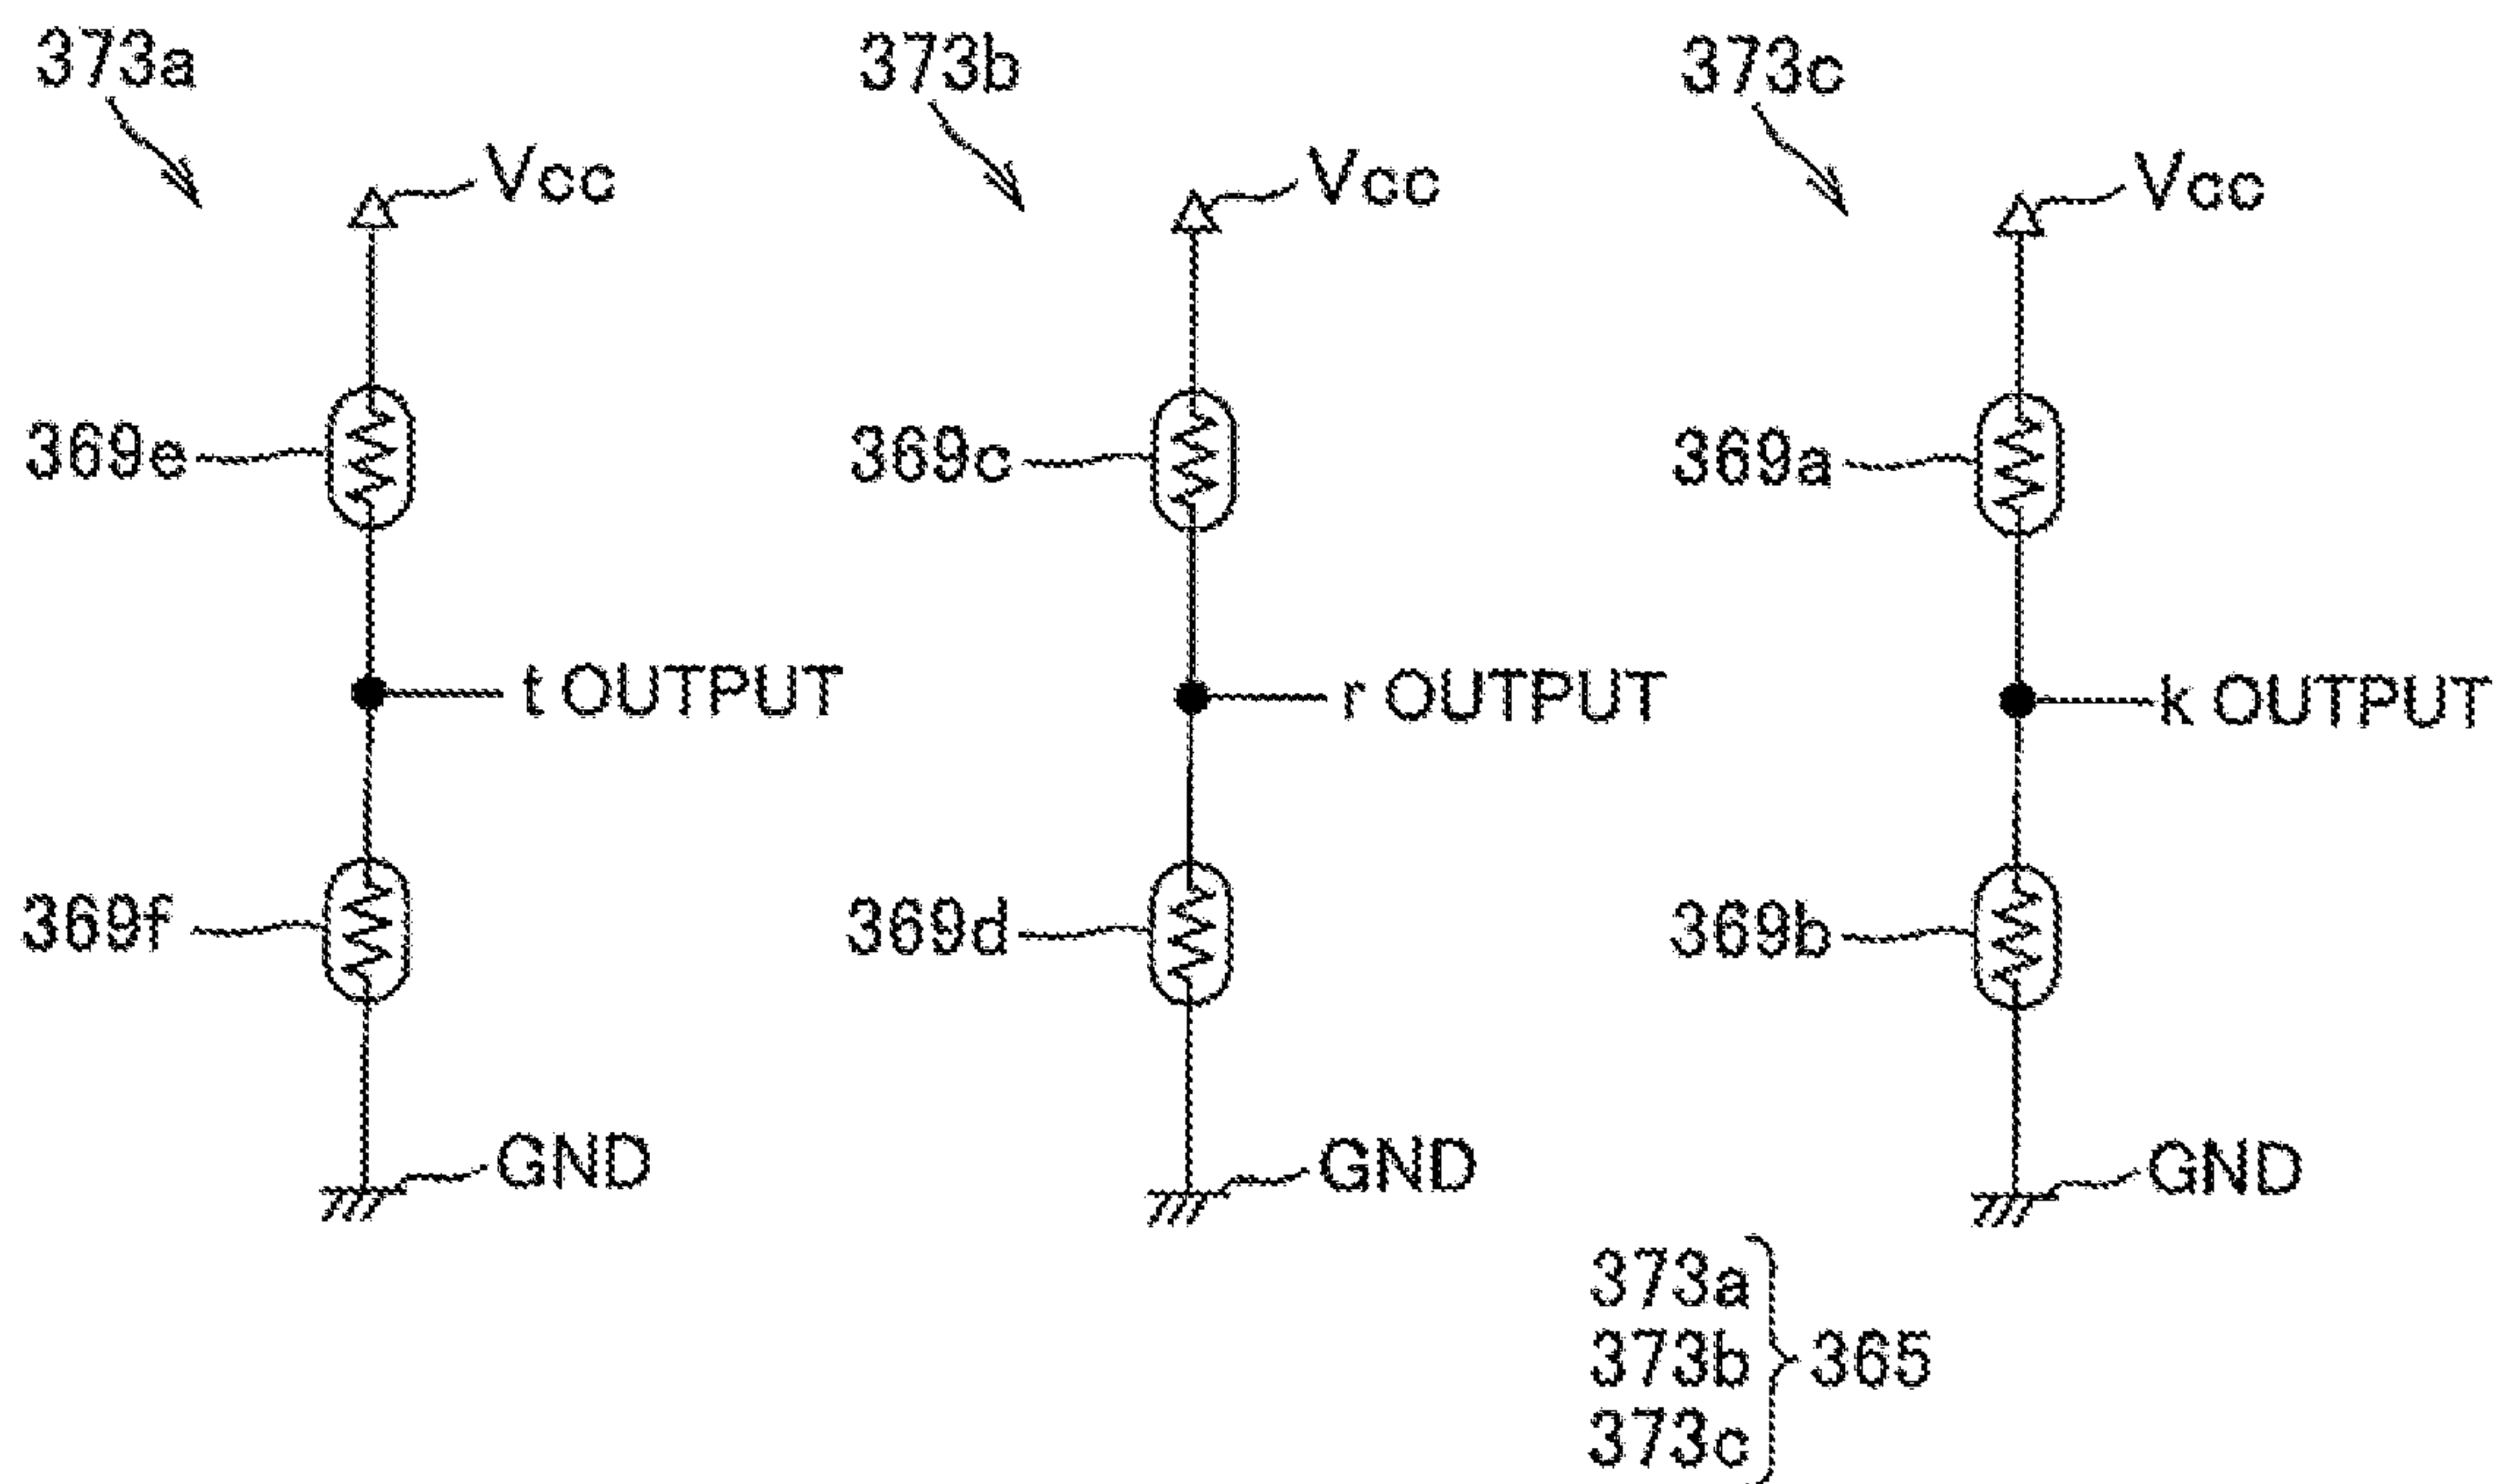 373a
373b
373c
Vcc
Vcc
Vcc
369e
369c
369a
t OUTPUT
r OUTPUT
k OUTPUT
369f
369d
369b
GND
GND
GND
373a
373b
373c
365